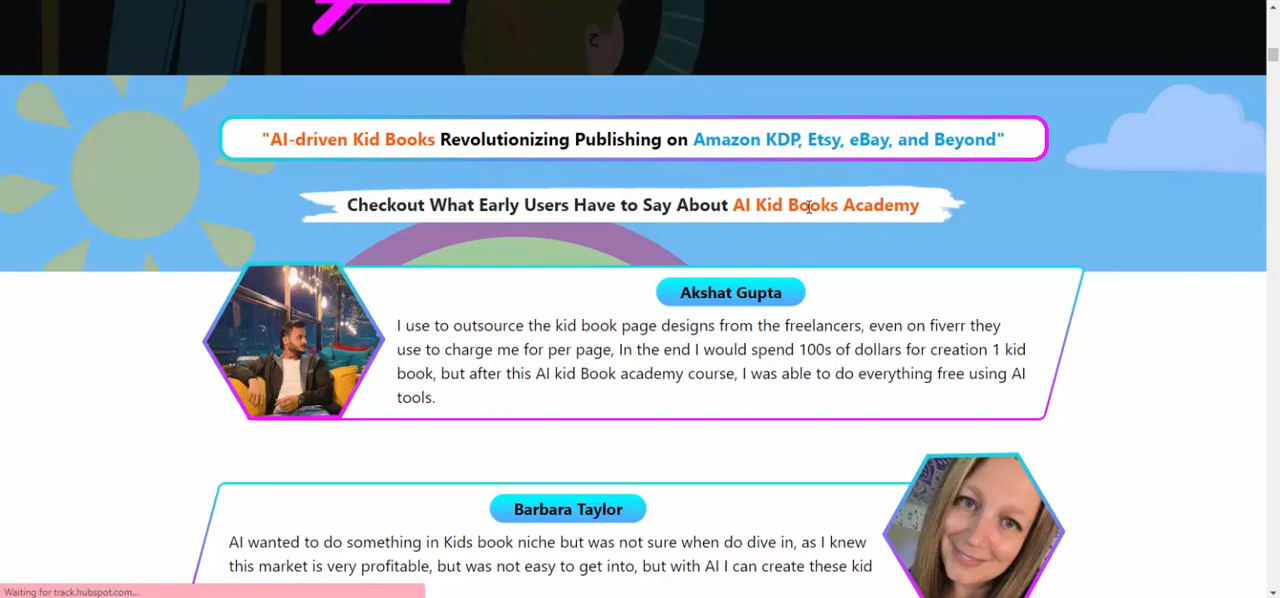 "AI-driven Kid Books Revolutionizing Publishing on Amazon KDP, Etsy, eBay, and Beyond"
Checkout What Early Users Have to Say About AI Kid Books Academy
Akshat Gupta
I use to outsource the kid book page designs from the freelancers, even on fiverr they
use to charge me for per page, In the end I would spend 100s of dollars for creation 1 kid
book, but after this AI kid Book academy course, I was able to do everything free using AI
tools.
Barbara Taylor
AI wanted to do something in Kids book niche but was not sure when do dive in, as I knew
this market is very profitable, but was not easy to get into, but with AI I can create these kid
Waiting for track.hubspot.com...